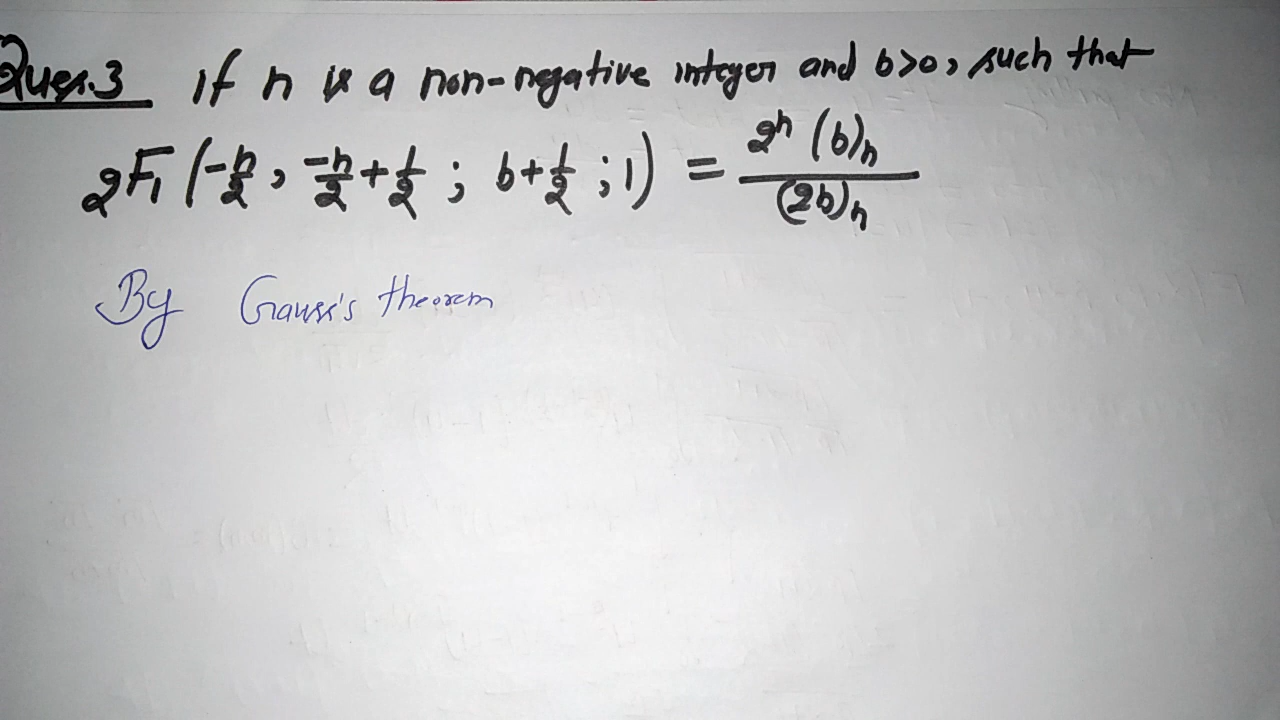 Ques.3 If n is a non-negative integer and b>0, such that
₂F₁(-n/2, -n/2+1/2; b+1/2; 1) = 2ⁿ (b)ₙ / (2b)ₙ
By Gauss's theorem